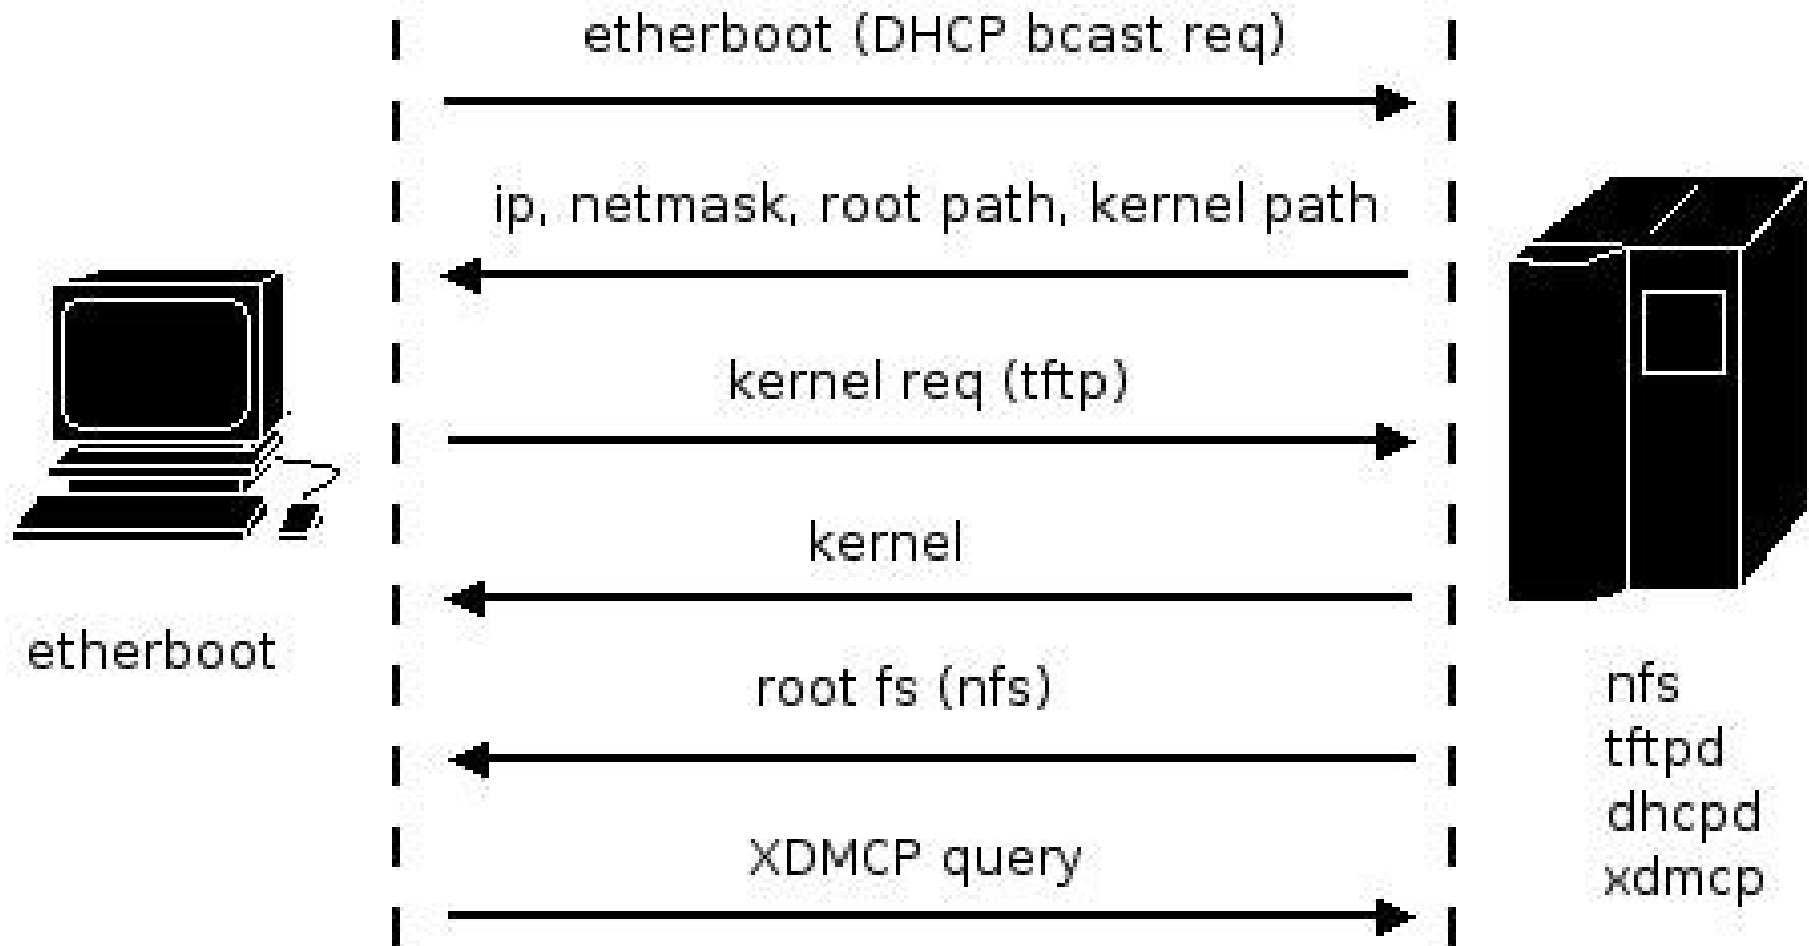 etherboot (DHCP bcast req)
ip, netmask, root path, kernel path
kernel req (tftp)
kernel
etherboot
root fs (nfs)
nfs
tftpd
dhcpd
XDMCP query
xdmcp